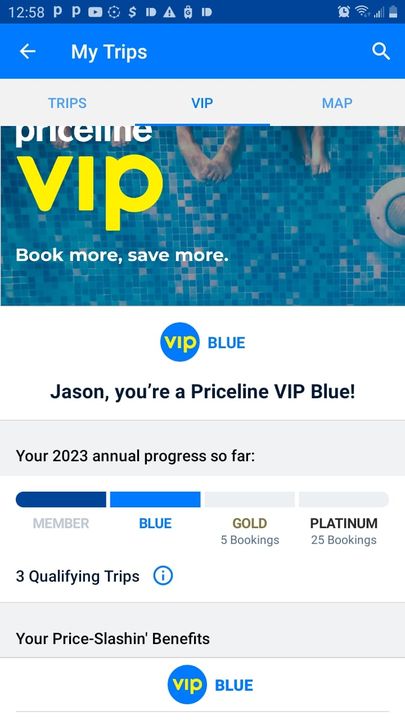 12:58
My Trips
TRIPS VIP MAP
priceline
vip
Book more, save more.
vip BLUE
Jason, you’re a Priceline VIP Blue!
Your 2023 annual progress so far:
MEMBER BLUE GOLD PLATINUM
5 Bookings 25 Bookings
3 Qualifying Trips
Your Price-Slashin' Benefits
vip BLUE